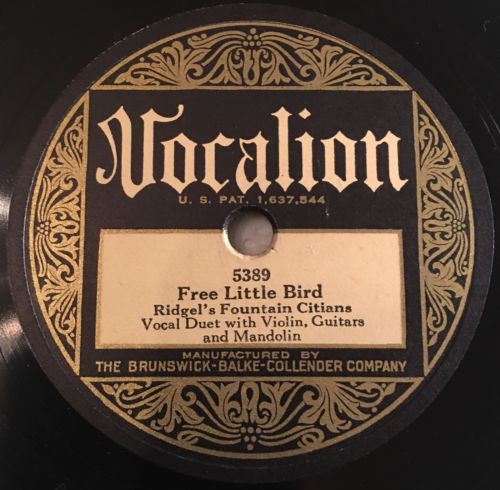 Vocalion
U. S. PAT. 1,637,544
5389
Free Little Bird
Ridgel's Fountain Citians
Vocal Duet with Violin, Guitars
and Mandolin
MANUFACTURED BY
THE BRUNSWICK-BALKE-COLLENDER COMPANY